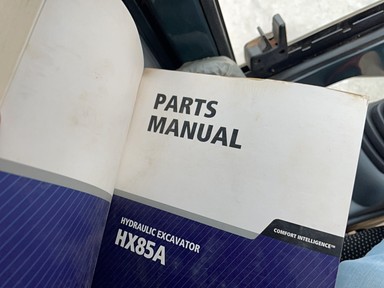 PARTS
MANUAL
COMFORT INTELLIGENCE™
HYDRAULIC EXCAVATOR
HX85A